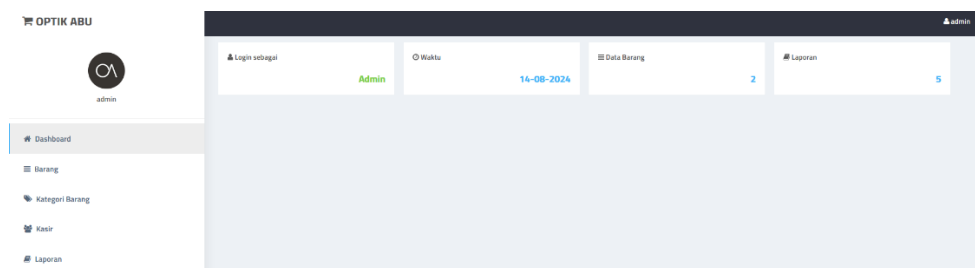 OPTIK ABU
admin
OA
admin
Login sebagai
Admin
Waktu
14-08-2024
Data Barang
2
Laporan
5
Dashboard
Barang
Kategori Barang
Kasir
Laporan